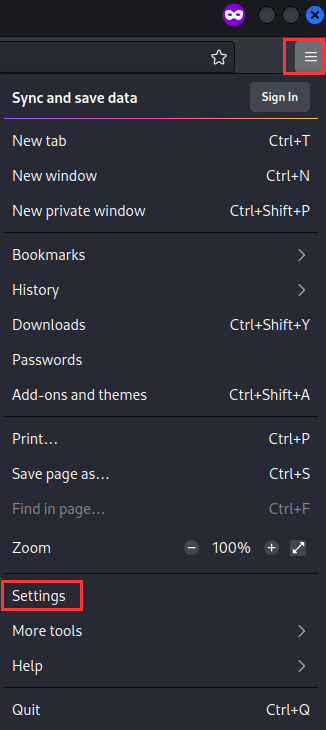 Sync and save data Sign In
New tab Ctrl+T
New window Ctrl+N
New private window Ctrl+Shift+P
Bookmarks
History
Downloads Ctrl+Shift+Y
Passwords
Add-ons and themes Ctrl+Shift+A
Print… Ctrl+P
Save page as… Ctrl+S
Find in page… Ctrl+F
Zoom 100%
Settings
More tools
Help
Quit Ctrl+Q